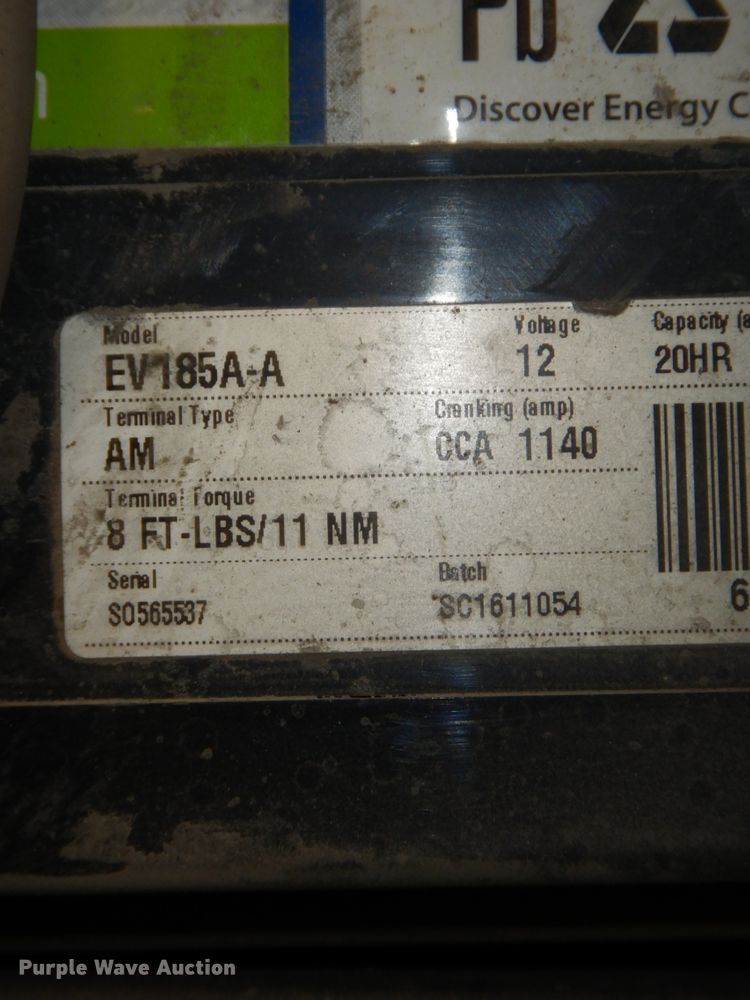 Pb
Discover Energy C
Model
EV185A-A
Voltage
12
Capacity (a
20HR
Terminal Type
AM
Cranking (amp)
CCA 1140
Terminal Torque
8 FT-LBS/11 NM
Serial
S0565537
Batch
SC1611054
6
Purple Wave Auction